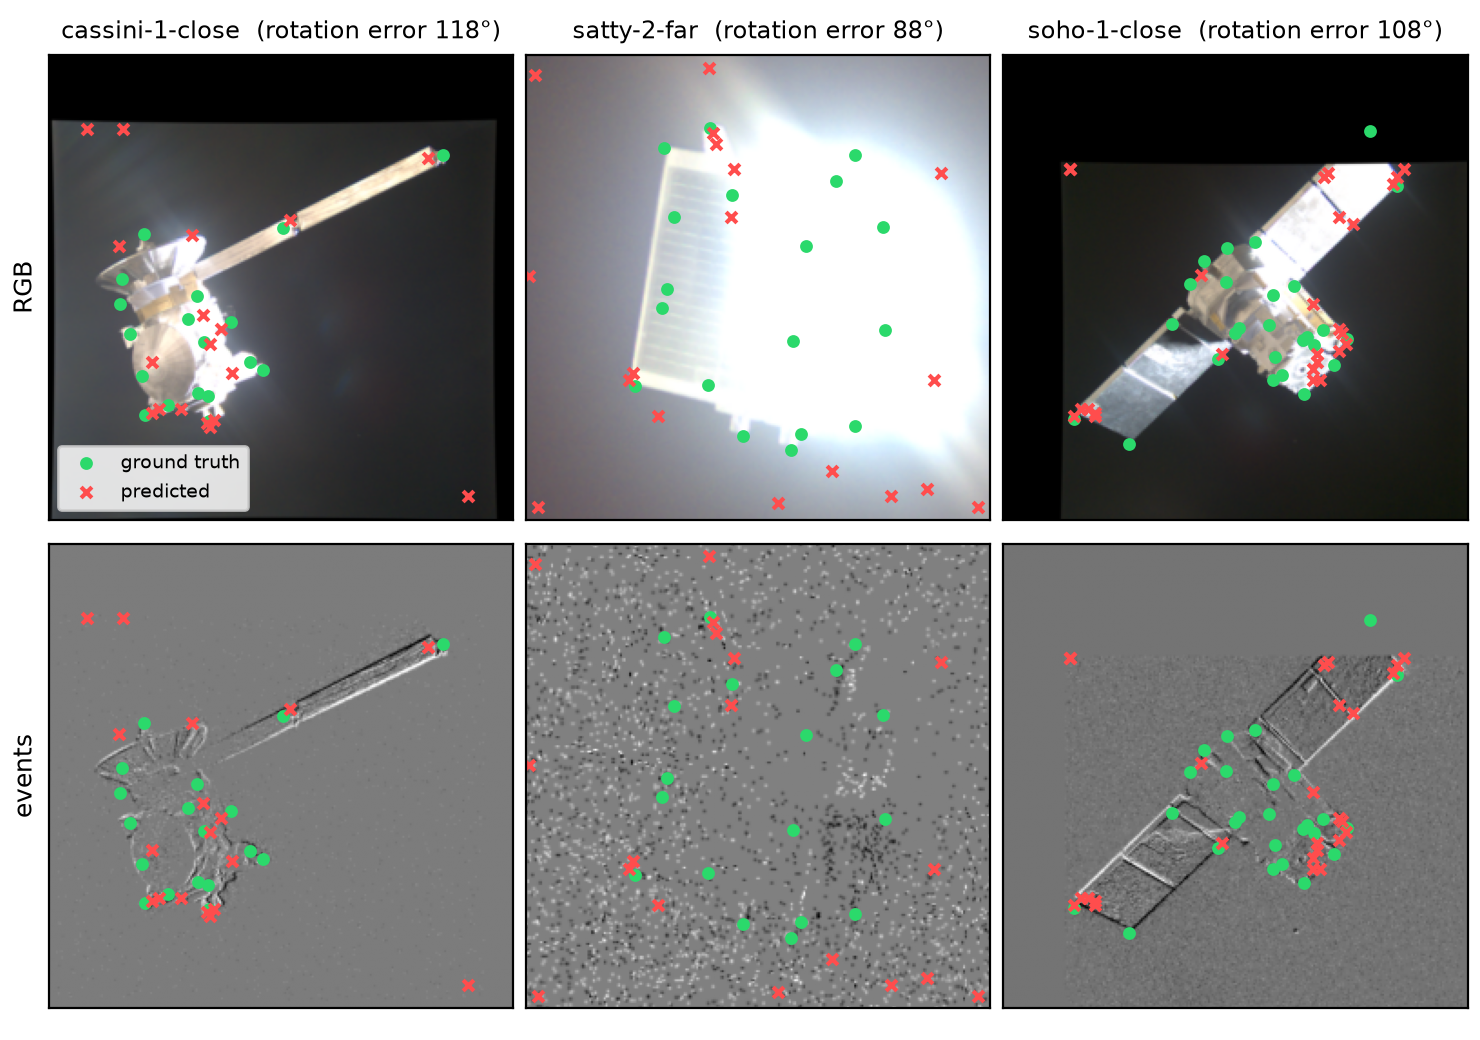 cassini-1-close (rotation error 118°)
satty-2-far (rotation error 88°)
soho-1-close (rotation error 108°)
RGB
ground truth
predicted
events